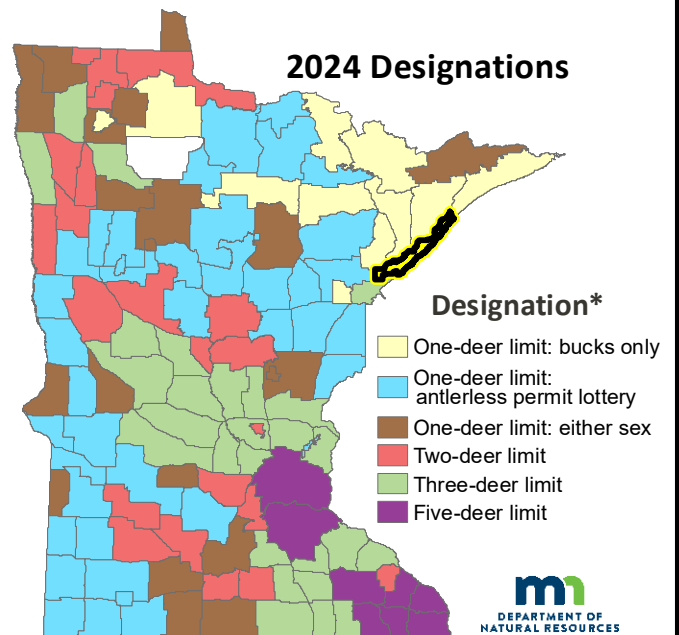 2024 Designations
Designation*
One-deer limit: bucks only
One-deer limit:
antlerless permit lottery
One-deer limit: either sex
Two-deer limit
Three-deer limit
Five-deer limit
DEPARTMENT OF
NATURAL RESOURCES